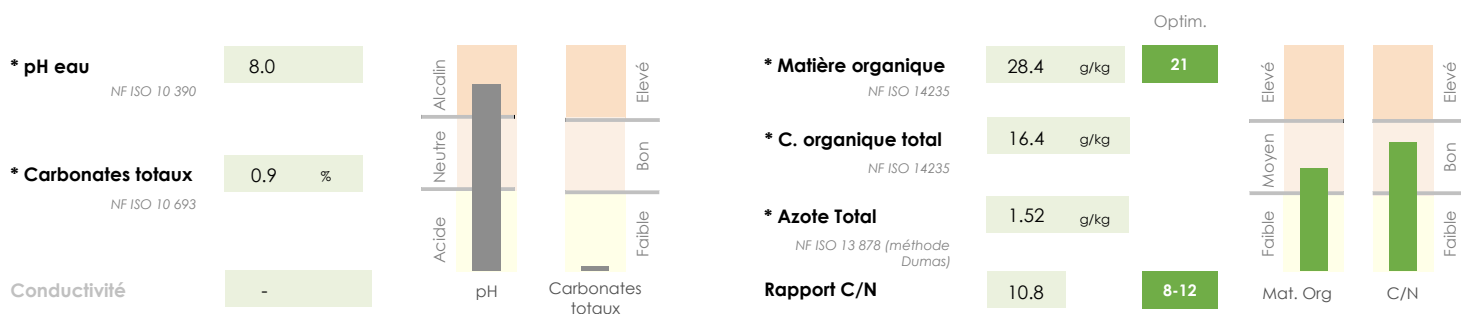 * pH eau
8.0
NF ISO 10 390
* Carbonates totaux
0.9 %
NF ISO 10 693
Conductivité
-
Alcalin
Neutre
Acide
Elevé
Bon
Faible
pH
Carbonates
totaux
Optim.
* Matière organique
28.4 g/kg
21
NF ISO 14235
* C. organique total
16.4 g/kg
NF ISO 14235
* Azote Total
1.52 g/kg
NF ISO 13 878 (méthode
Dumas)
Rapport C/N
10.8
8-12
Elevé
Moyen
Faible
Elevé
Bon
Faible
Mat. Org
C/N